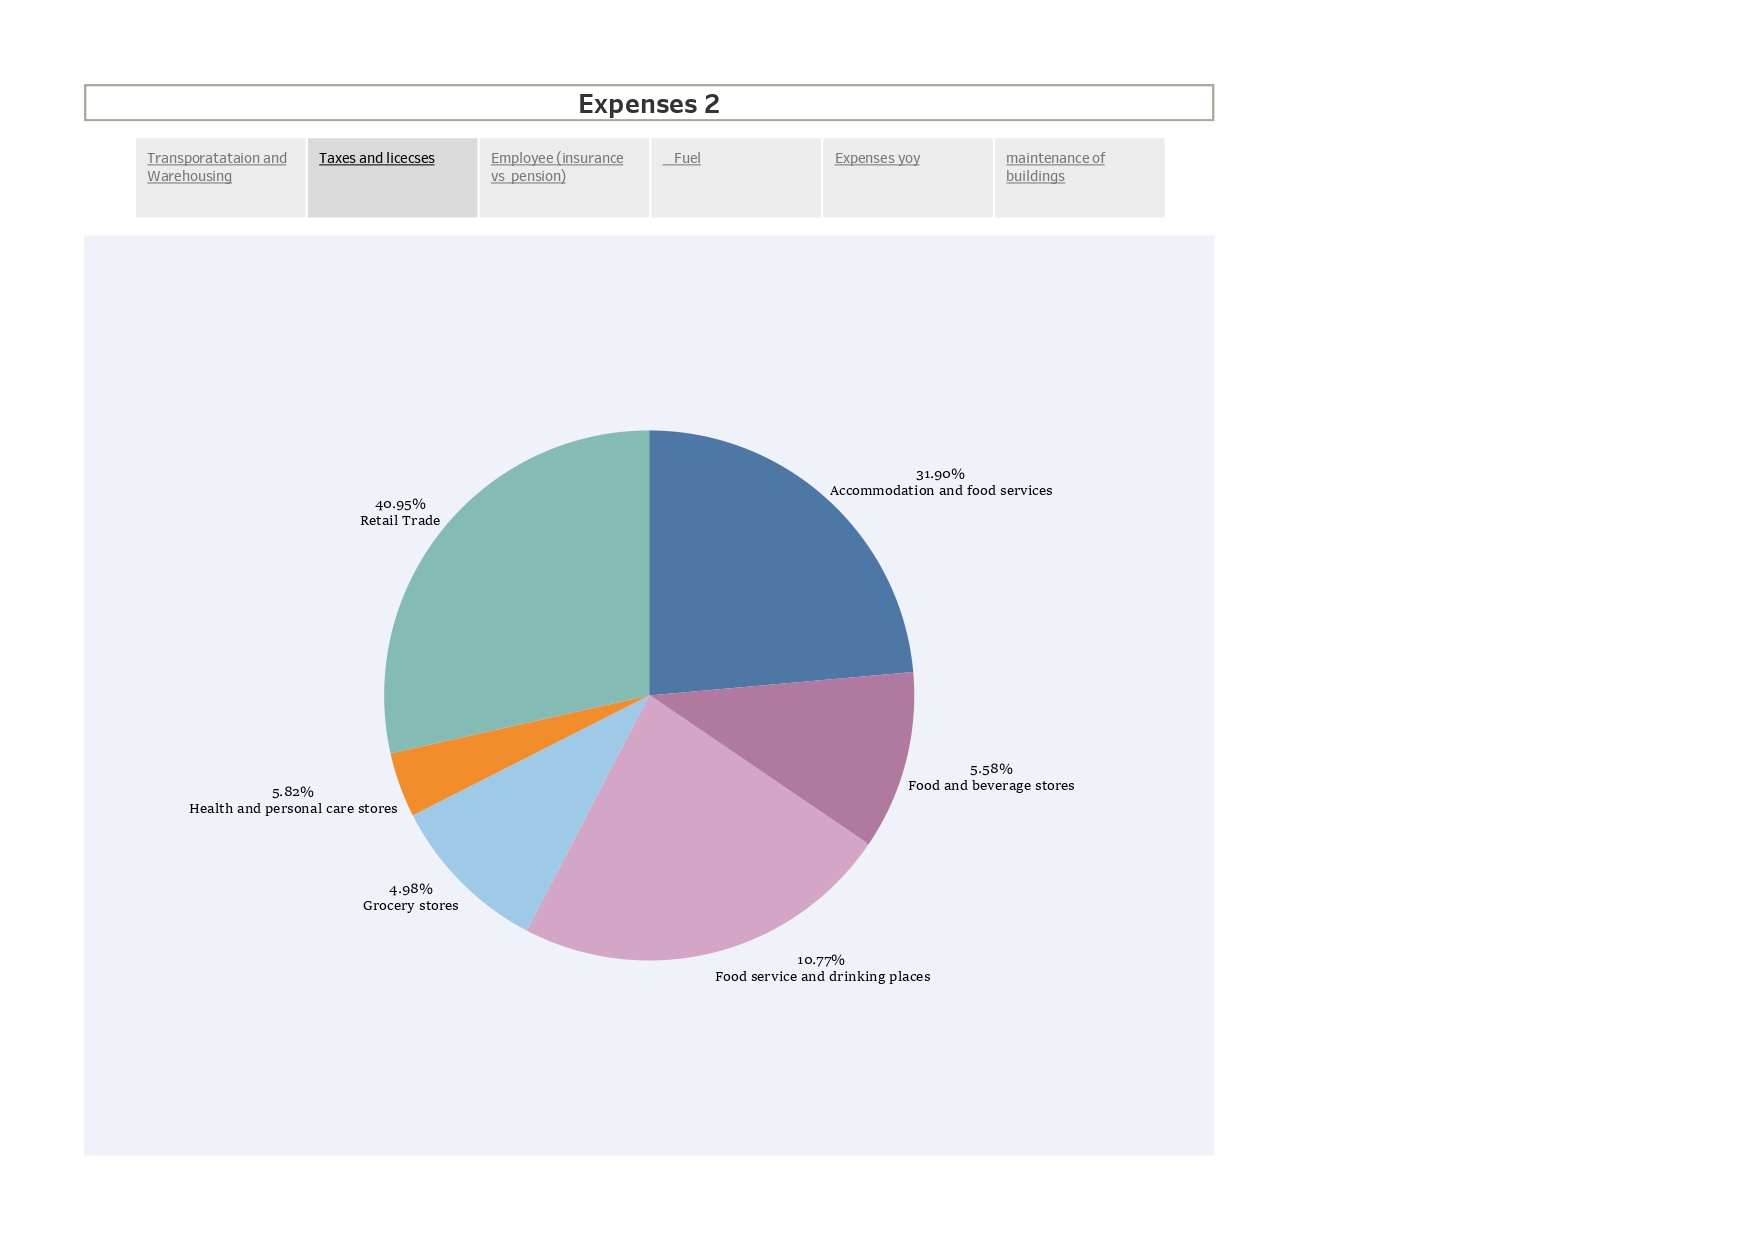 Expenses 2
Transporatataion and
Warehousing
Taxes and licecses
Employee (insurance
vs pension)
Fuel
Expenses yoy
maintenance of
buildings
31.90%
Accommodation and food services
40.95%
Retail Trade
5.58%
Food and beverage stores
5.82%
Health and personal care stores
4.98%
Grocery stores
10.77%
Food service and drinking places